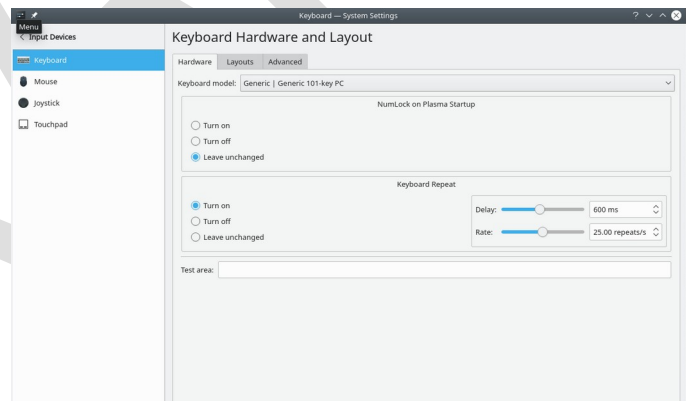 Keyboard — System Settings
Menu
Input Devices
Keyboard Hardware and Layout
Keyboard
Mouse
Joystick
Touchpad
Hardware Layouts Advanced
Keyboard model: Generic | Generic 101-key PC
NumLock on Plasma Startup
Turn on
Turn off
Leave unchanged
Keyboard Repeat
Turn on
Turn off
Leave unchanged
Delay: 600 ms
Rate: 25.00 repeats/s
Test area: